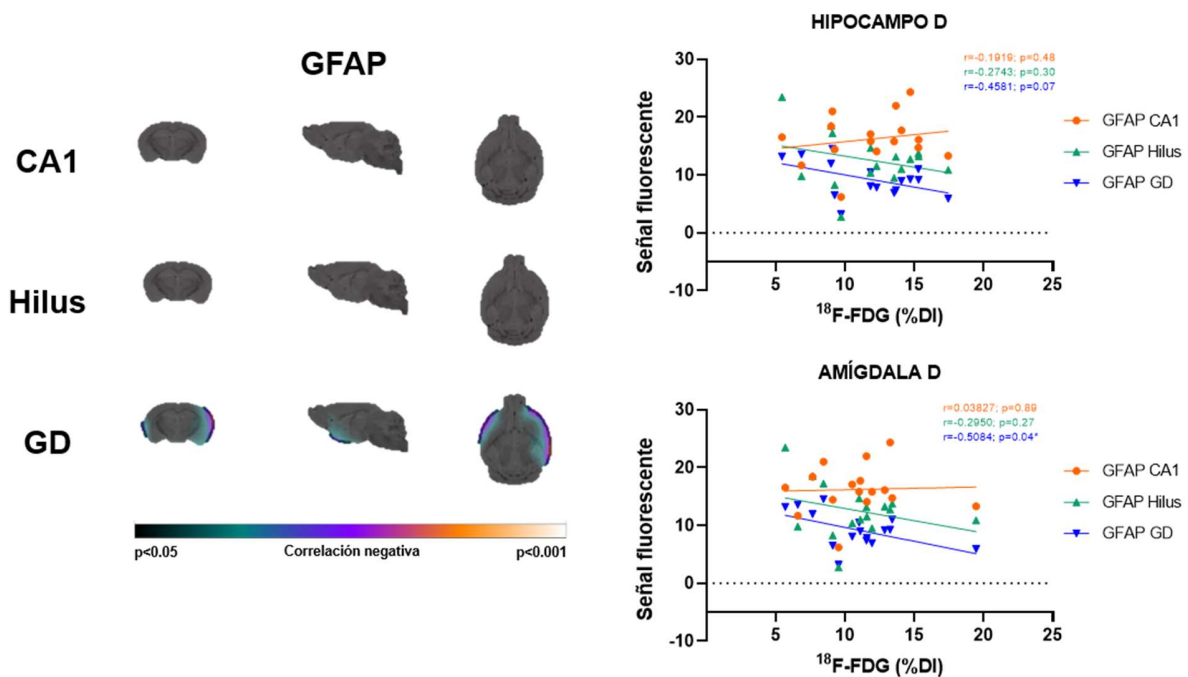 GFAP
CA1
Hilus
GD
p<0.05
Correlación negativa
p<0.001
HIPOCAMPO D
r=-0.1919; p=0.48
r=-0.2743; p=0.30
r=-0.4581; p=0.07
Señal fluorescente
30
20
10
0
-10
5
10
15
20
25
18F-FDG (%DI)
GFAP CA1
GFAP Hilus
GFAP GD
AMÍGDALA D
r=0.03827; p=0.89
r=-0.2950; p=0.27
r=-0.5084; p=0.04*
Señal fluorescente
30
20
10
0
-10
5
10
15
20
25
18F-FDG (%DI)
GFAP CA1
GFAP Hilus
GFAP GD